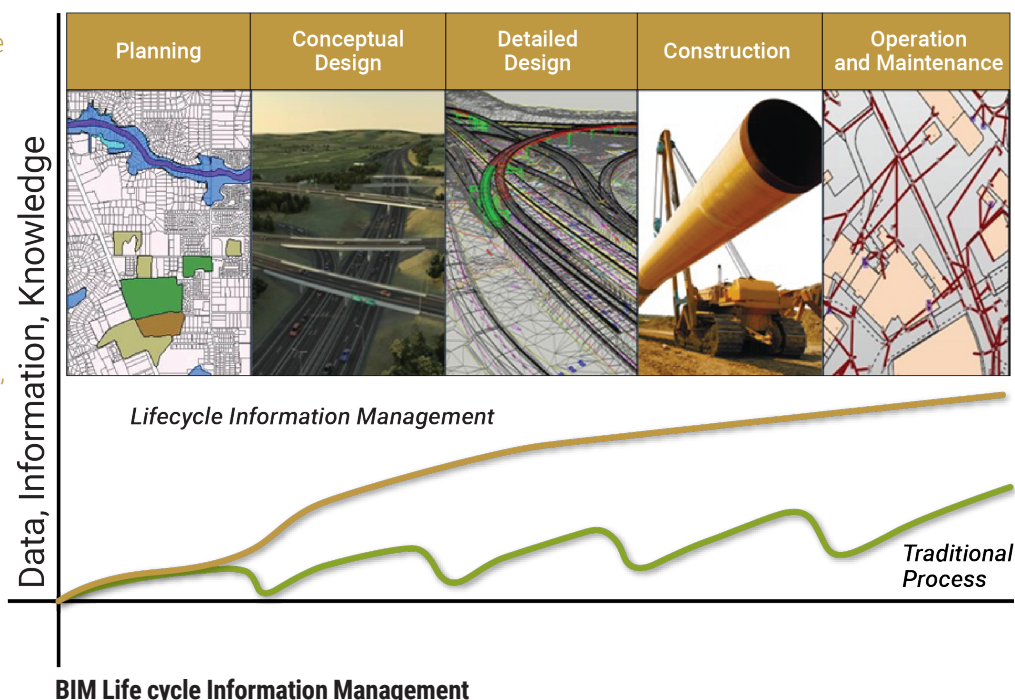 Planning
Conceptual
Design
Detailed
Design
Construction
Operation
and Maintenance
Data, Information, Knowledge
Lifecycle Information Management
Traditional
Process
BIM Life cycle Information Management